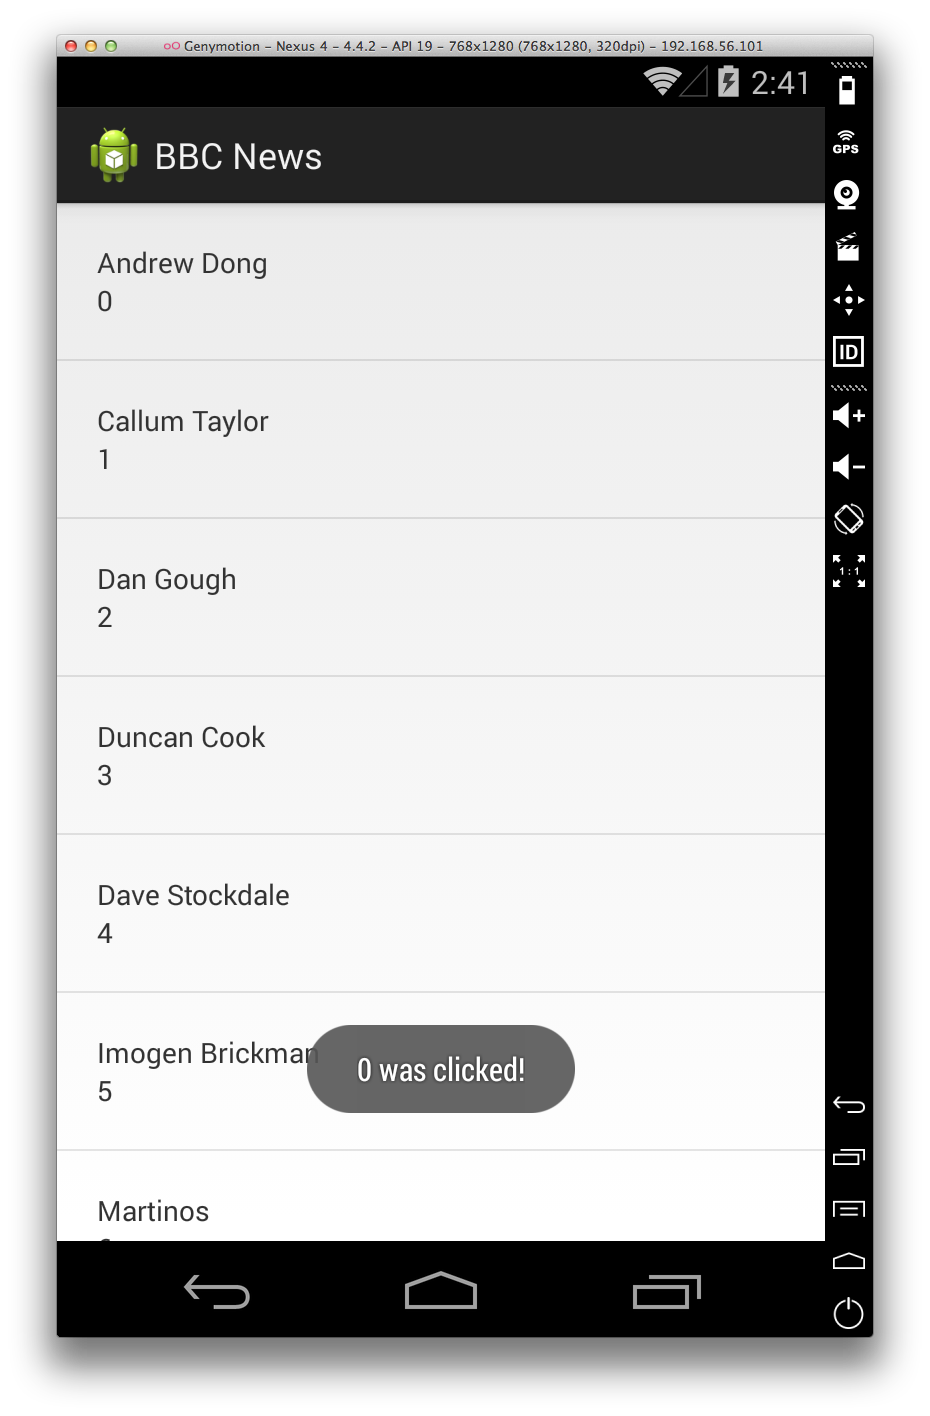 Genymotion – Nexus 4 – 4.4.2 – API 19 – 768x1280 (768x1280, 320dpi) – 192.168.56.101
2:41
BBC News
GPS
ID
1:1
Andrew Dong
0
Callum Taylor
1
Dan Gough
2
Duncan Cook
3
Dave Stockdale
4
Imogen Brickman
5
0 was clicked!
Martinos